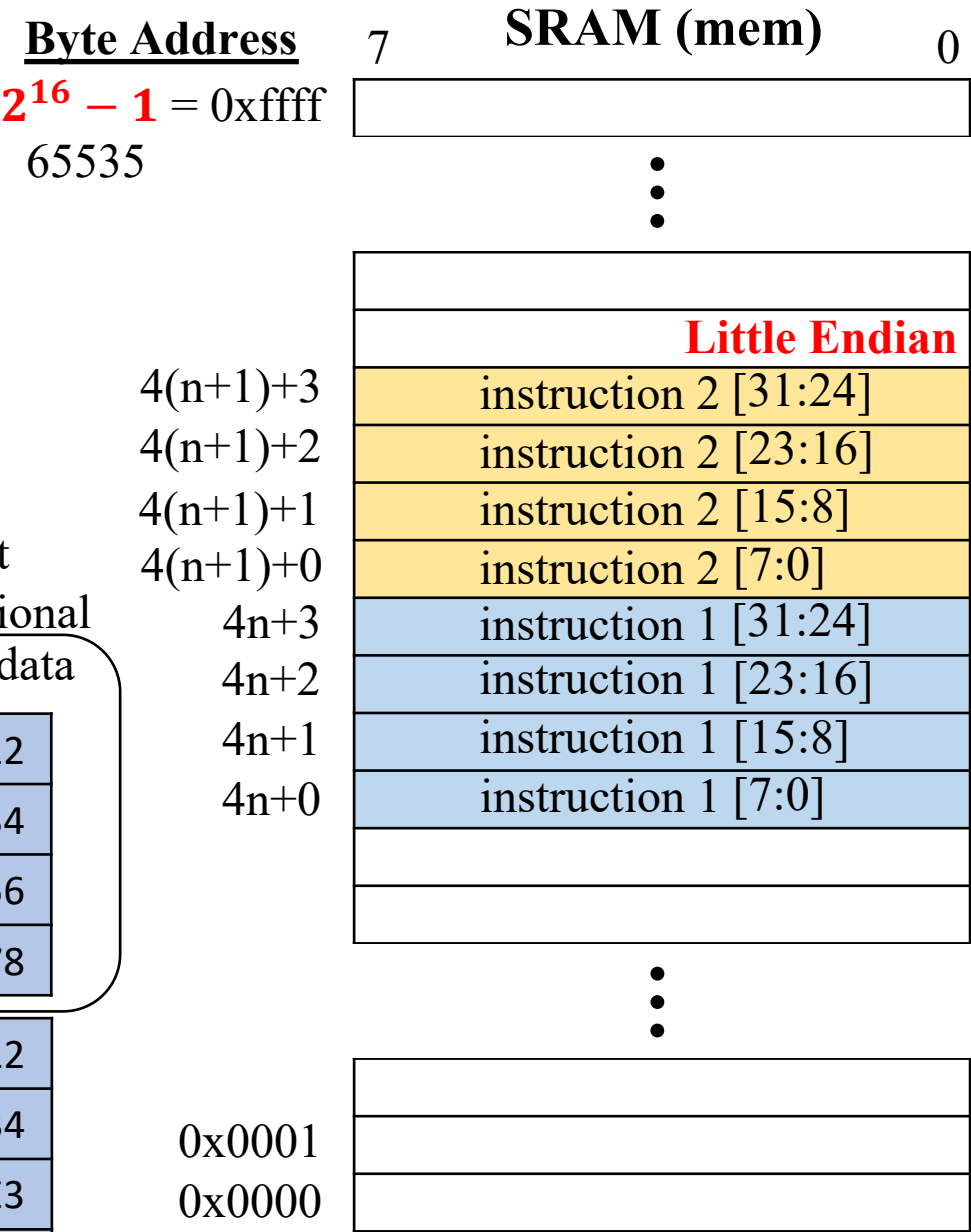 Byte Address
7 SRAM (mem) 0
2^16 − 1 = 0xffff
65535
Little Endian
4(n+1)+3 instruction 2 [31:24]
4(n+1)+2 instruction 2 [23:16]
4(n+1)+1 instruction 2 [15:8]
4(n+1)+0 instruction 2 [7:0]
4n+3 instruction 1 [31:24]
data
4n+2 instruction 1 [23:16]
4n+1 instruction 1 [15:8]
4n+0 instruction 1 [7:0]
0x0001
0x0000